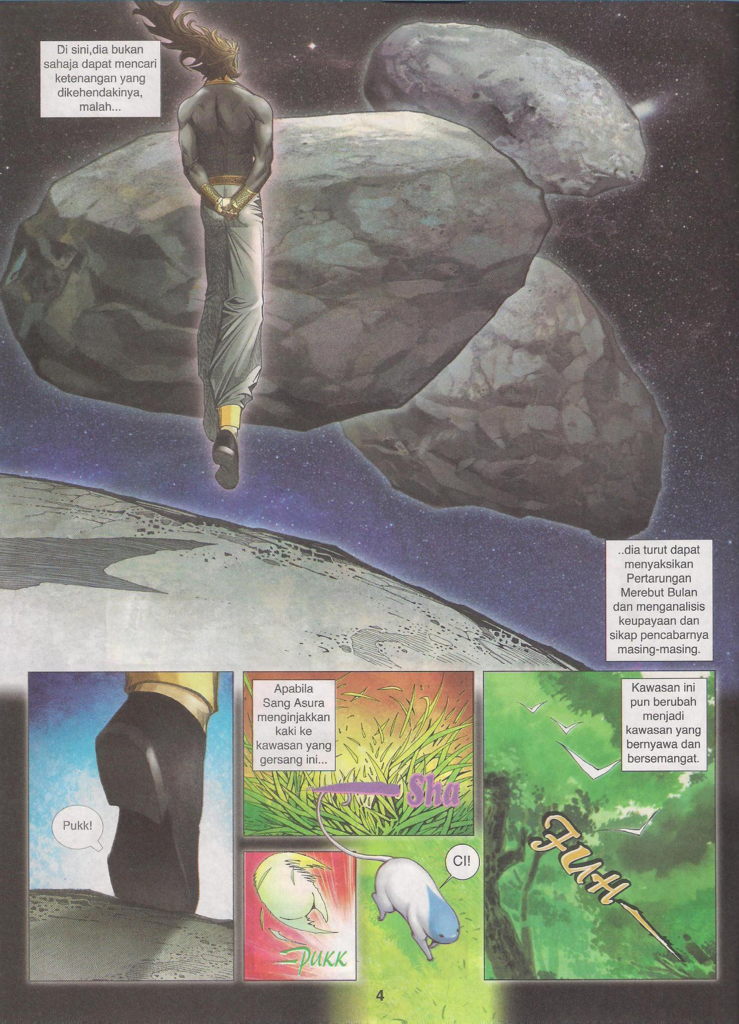 Di sini,dia bukan
sahaja dapat mencari
ketenangan yang
dikehendakinya,
malah...
..dia turut dapat
menyaksikan
Pertarungan
Merebut Bulan
dan menganalisis
keupayaan dan
sikap pencabarnya
masing-masing.
Pukk!
Apabila
Sang Asura
menginjakkan
kaki ke
kawasan yang
gersang ini...
Sha
PUKK
CI!
Kawasan ini
pun berubah
menjadi
kawasan yang
bernyawa dan
bersemangat.
FUH
4